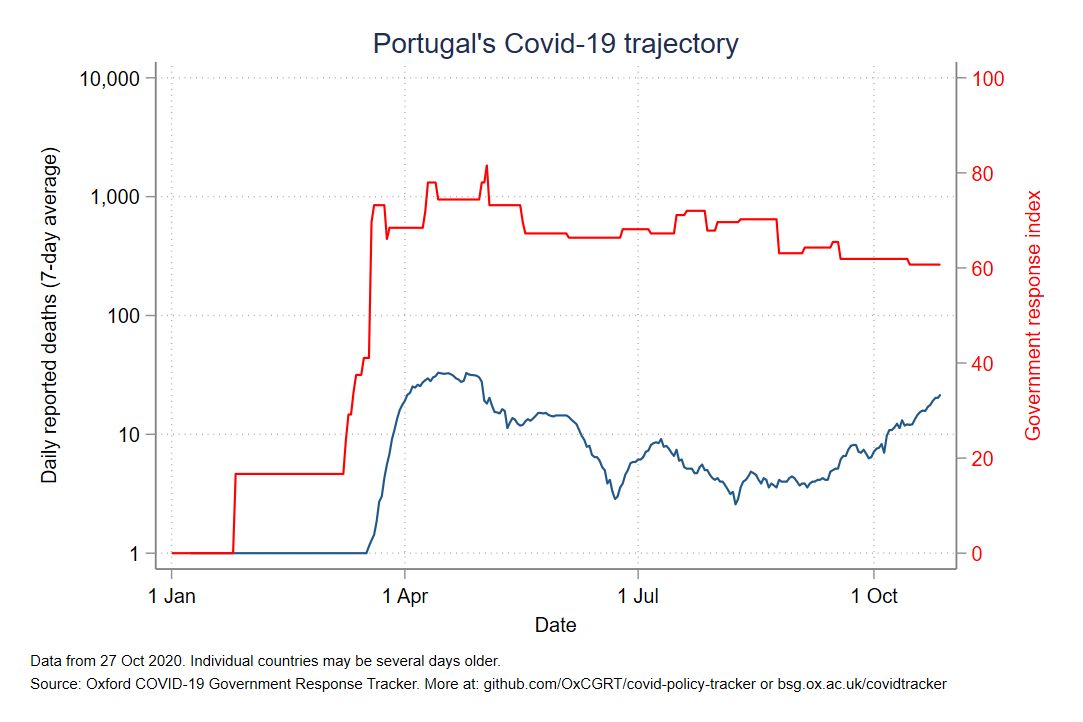 Portugal's Covid-19 trajectory
Daily reported deaths (7-day average)
10,000
1,000
100
10
1
100
80
60
40
20
0
Government response index
1 Jan
1 Apr
1 Jul
1 Oct
Date
Data from 27 Oct 2020. Individual countries may be several days older.
Source: Oxford COVID-19 Government Response Tracker. More at: github.com/OxCGRT/covid-policy-tracker or bsg.ox.ac.uk/covidtracker